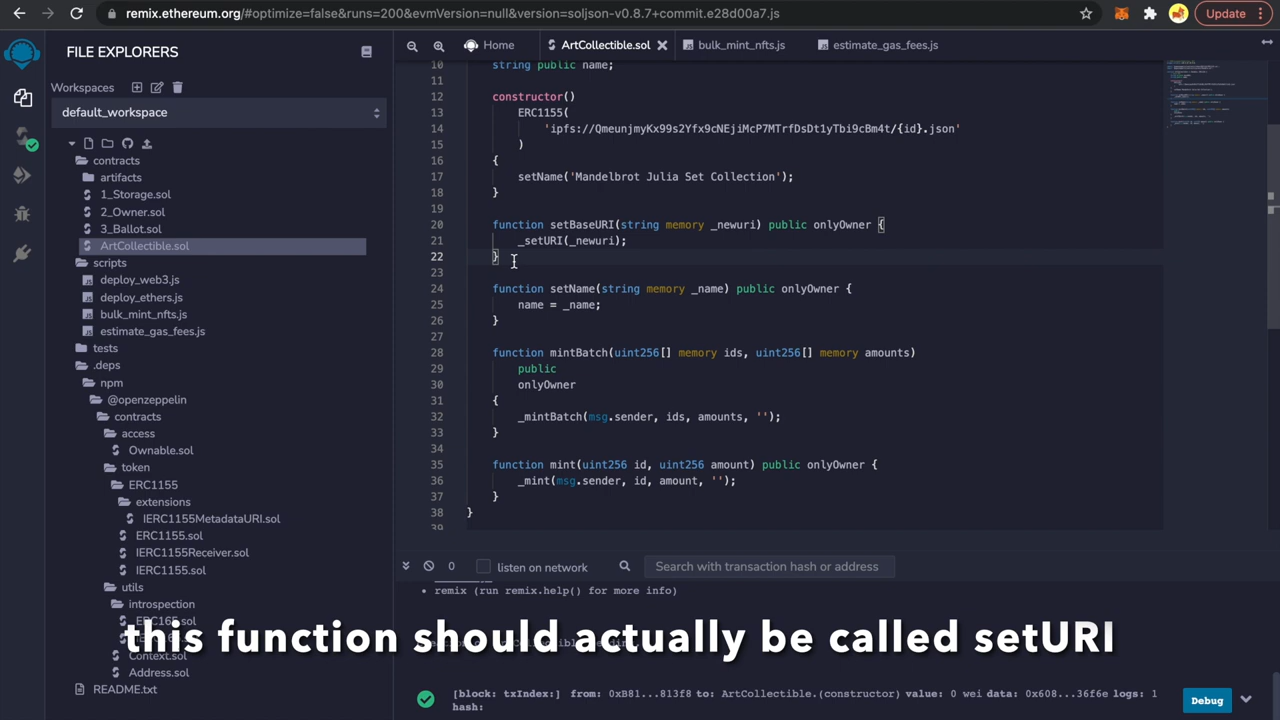 remix.ethereum.org/#optimize=false&runs=200&evmVersion=null&version=soljson-v0.8.7+commit.e28d00a7.js
Update
FILE EXPLORERS
Workspaces
default_workspace
contracts
artifacts
1_Storage.sol
2_Owner.sol
3_Ballot.sol
ArtCollectible.sol
scripts
deploy_web3.js
deploy_ethers.js
bulk_mint_nfts.js
estimate_gas_fees.js
tests
.deps
npm
@openzeppelin
contracts
access
Ownable.sol
token
ERC1155
extensions
IERC1155MetadataURI.sol
ERC1155.sol
IERC1155Receiver.sol
IERC1155.sol
utils
introspection
ERC165.sol
Context.sol
Address.sol
README.txt
Home
ArtCollectible.sol
bulk_mint_nfts.js
estimate_gas_fees.js
10 string public name;
11
12 constructor()
13 ERC1155(
14 'ipfs://QmeunjmyKx99s2Yfx9cNEjiMcP7MTrfDsDt1yTbi9cBm4t/{id}.json'
15 )
16 {
17 setName('Mandelbrot Julia Set Collection');
18 }
19
20 function setBaseURI(string memory _newuri) public onlyOwner {
21 _setURI(_newuri);
22 }
23
24 function setName(string memory _name) public onlyOwner {
25 name = _name;
26 }
27
28 function mintBatch(uint256[] memory ids, uint256[] memory amounts)
29 public
30 onlyOwner
31 {
32 _mintBatch(msg.sender, ids, amounts, '');
33 }
34
35 function mint(uint256 id, uint256 amount) public onlyOwner {
36 _mint(msg.sender, id, amount, '');
37 }
38 }
39
0
listen on network
Search with transaction hash or address
• remix (run remix.help() for more info)
this function should actually be called setURI
[block: txIndex:] from: 0xB81...813f8 to: ArtCollectible.(constructor) value: 0 wei data: 0x608...36f6e logs: 1
hash:
Debug